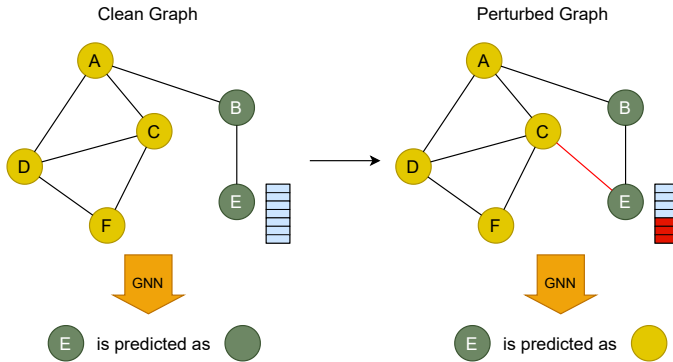 Clean Graph
Perturbed Graph
A
B
C
D
E
F
A
B
C
D
E
F
GNN
GNN
E is predicted as
E is predicted as